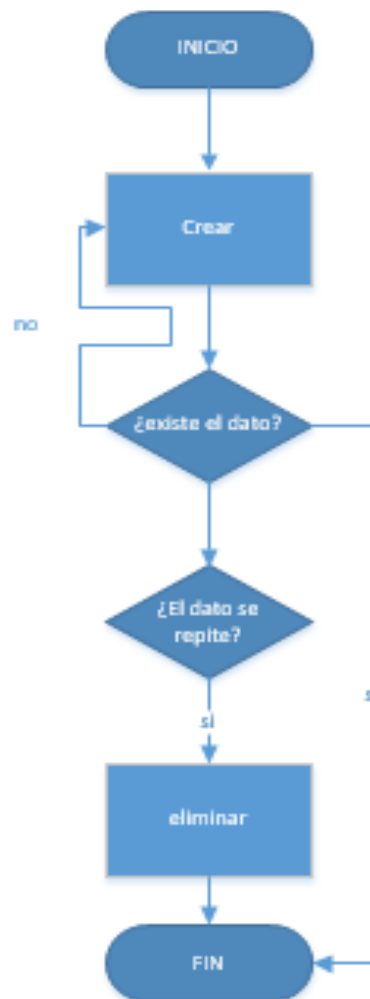 INICIO
Crear
no
¿existe el dato?
¿El dato se
repite?
si
eliminar
FIN